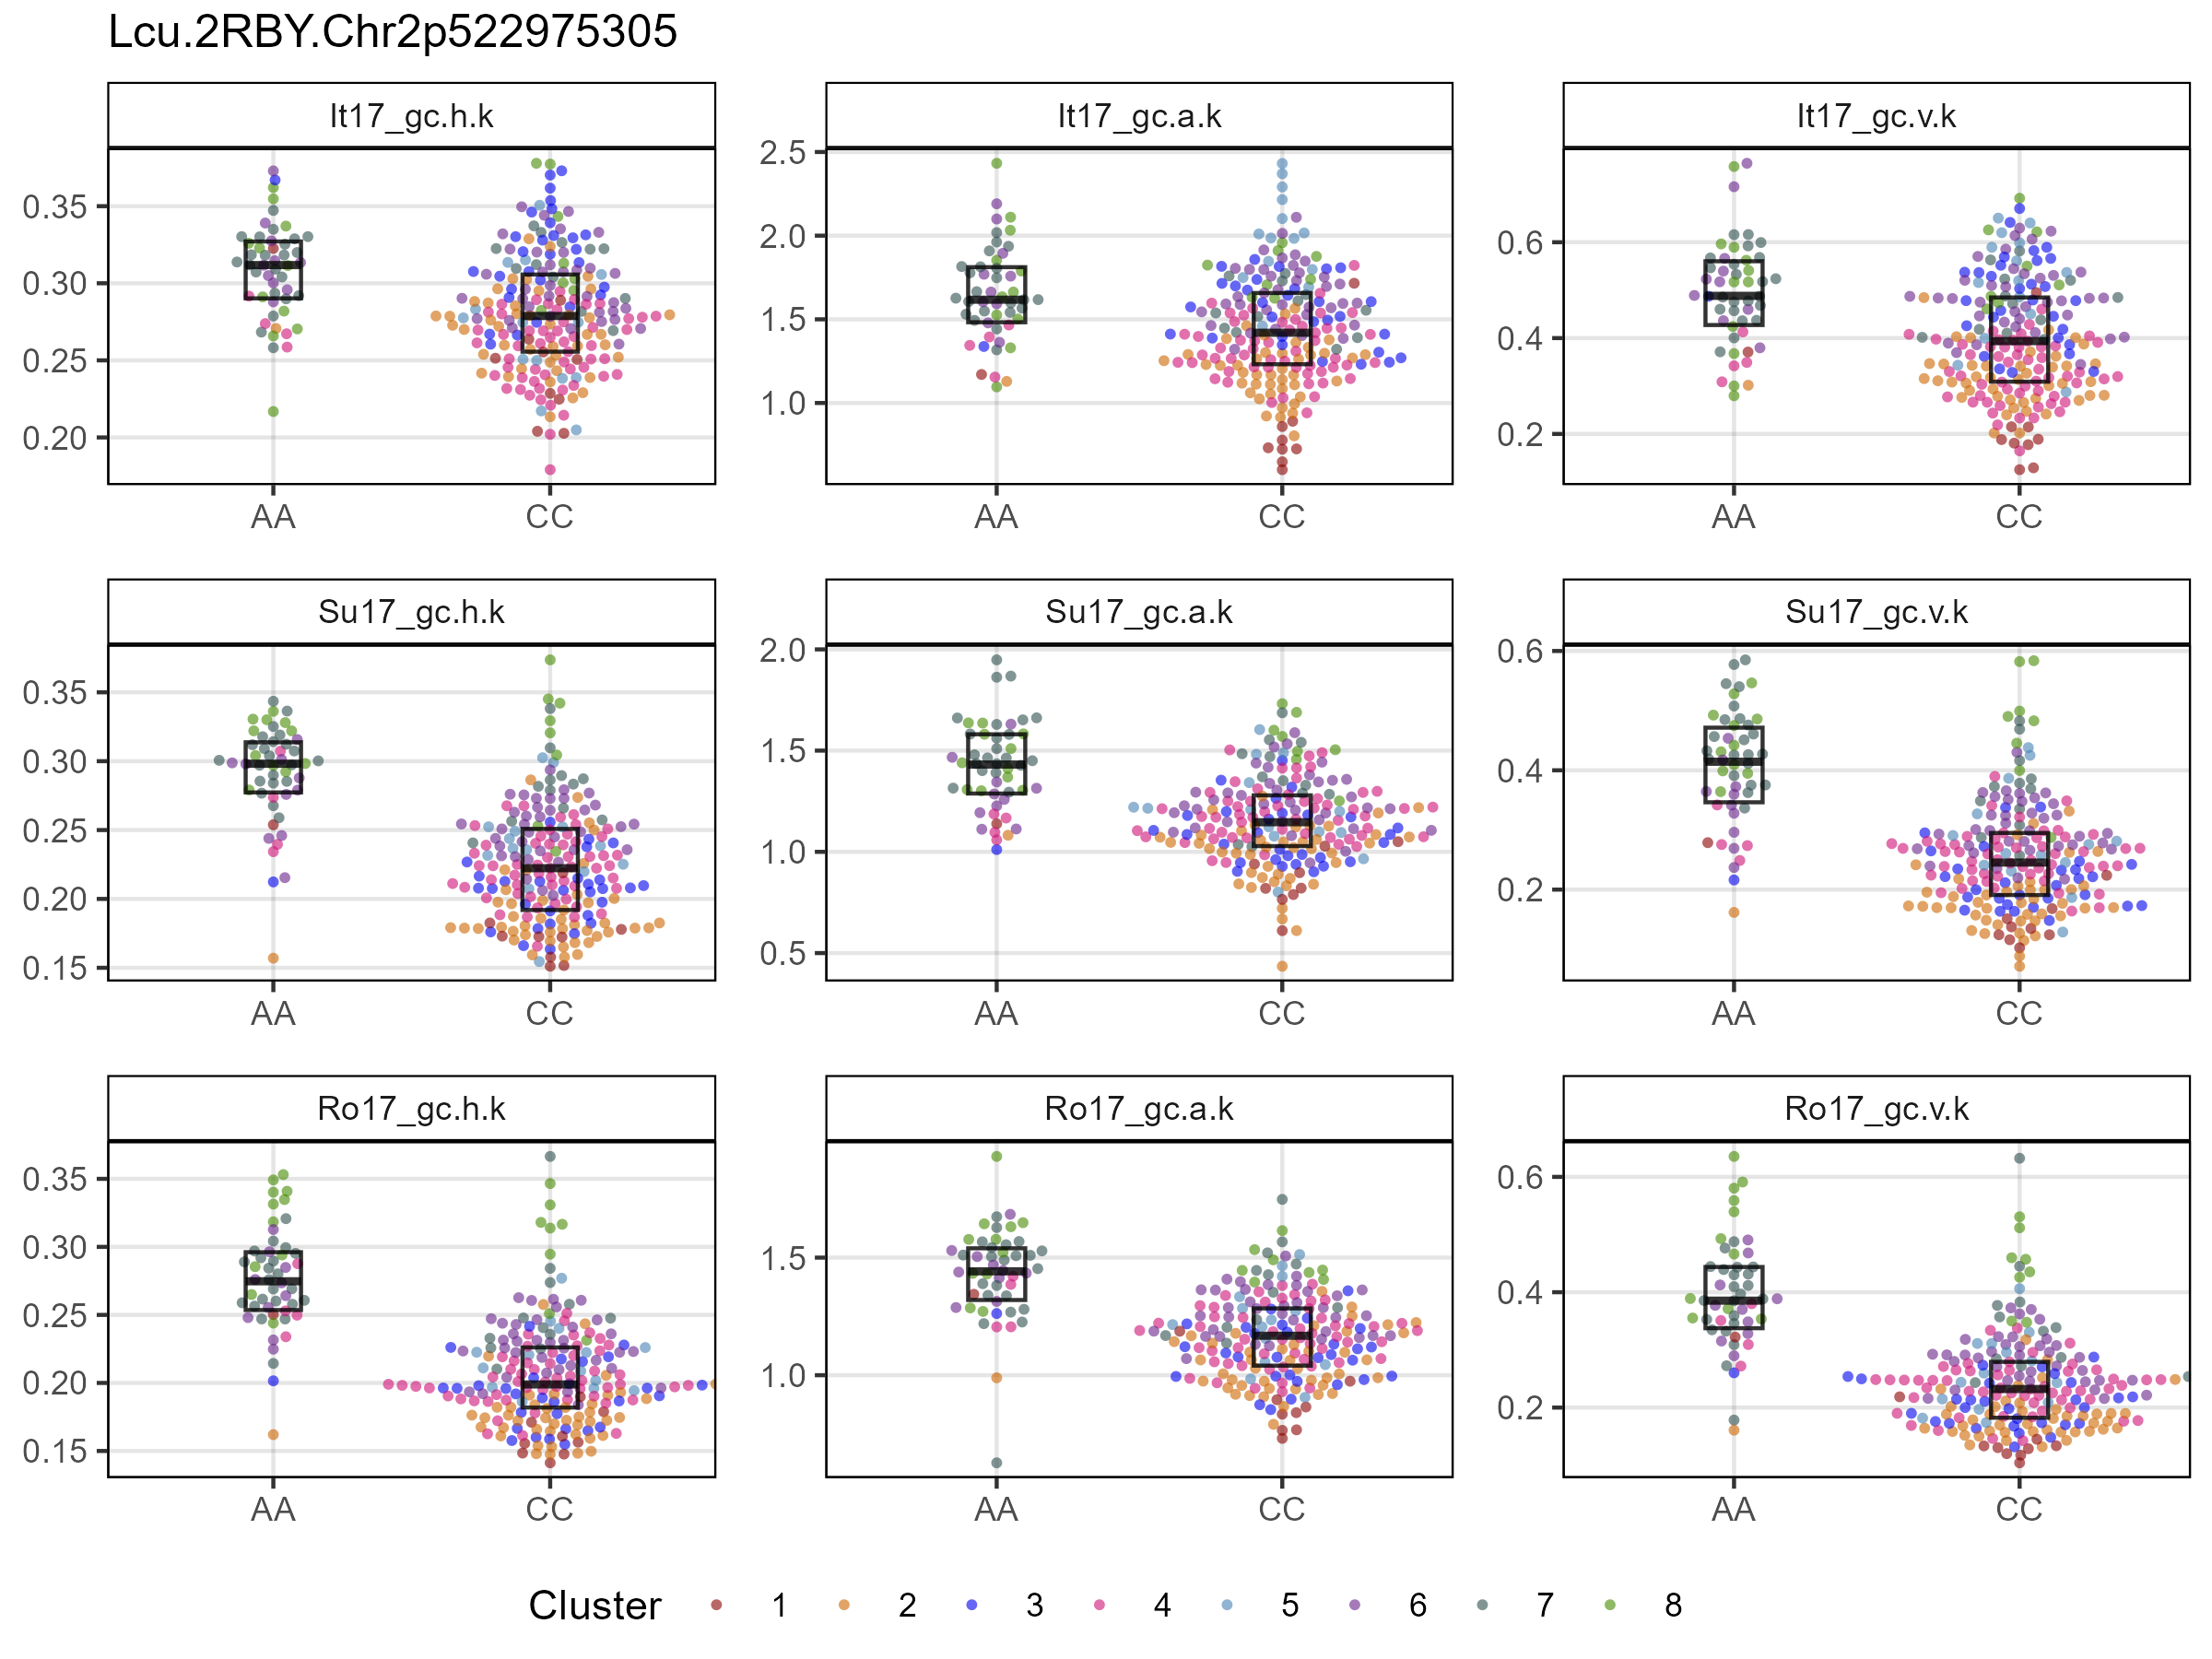 Lcu.2RBY.Chr2p522975305
It17_gc.h.k
It17_gc.a.k
It17_gc.v.k
0.35
0.30
0.25
0.20
AA
CC
2.5
2.0
1.5
1.0
AA
CC
0.6
0.4
0.2
AA
CC
Su17_gc.h.k
Su17_gc.a.k
Su17_gc.v.k
0.35
0.30
0.25
0.20
0.15
AA
CC
2.0
1.5
1.0
0.5
AA
CC
0.6
0.4
0.2
AA
CC
Ro17_gc.h.k
Ro17_gc.a.k
Ro17_gc.v.k
0.35
0.30
0.25
0.20
0.15
AA
CC
1.5
1.0
AA
CC
0.6
0.4
0.2
AA
CC
Cluster 1 2 3 4 5 6 7 8